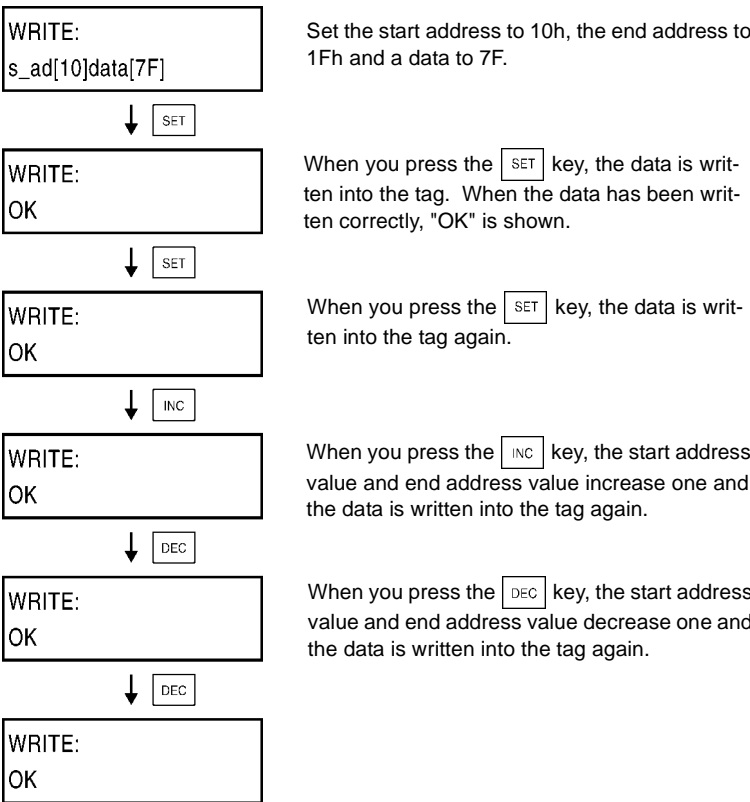 WRITE:
s_ad[10]data[7F]
Set the start address to 10h, the end address to
1Fh and a data to 7F.
SET
WRITE:
OK
When you press the SET key, the data is writ-
ten into the tag. When the data has been writ-
ten correctly, "OK" is shown.
SET
WRITE:
OK
When you press the SET key, the data is writ-
ten into the tag again.
INC
WRITE:
OK
When you press the INC key, the start address
value and end address value increase one and
the data is written into the tag again.
DEC
WRITE:
OK
When you press the DEC key, the start address
value and end address value decrease one and
the data is written into the tag again.
DEC
WRITE:
OK